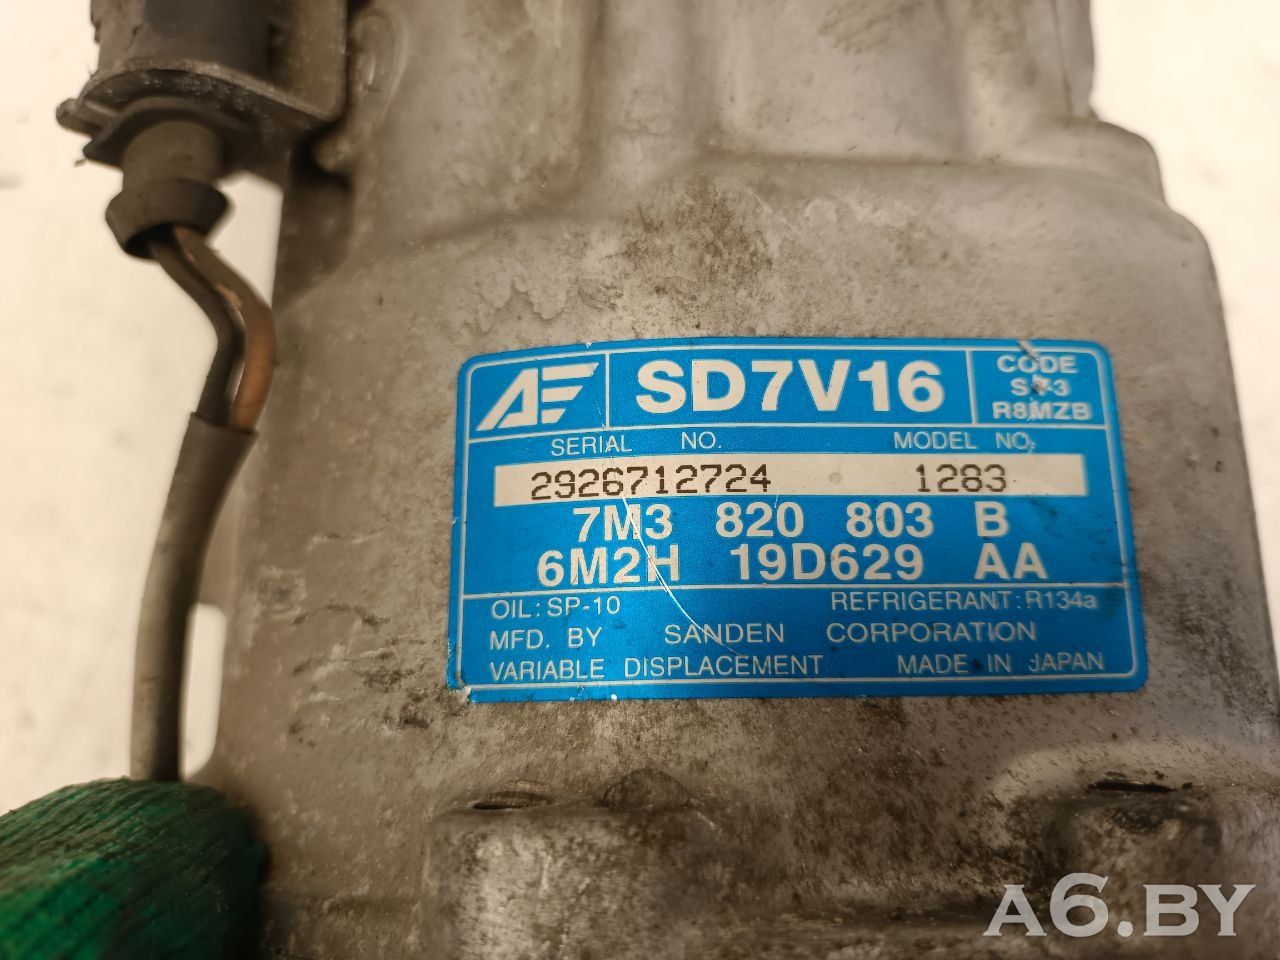 AE SD7V16 CODE
R8MZB
SERIAL NO. MODEL NO.
2926712724 1283
7M3 820 803 B
6M2H 19D629 AA
OIL: SP-10 REFRIGERANT: R134a
MFD. BY SANDEN CORPORATION
VARIABLE DISPLACEMENT MADE IN JAPAN
A6.BY